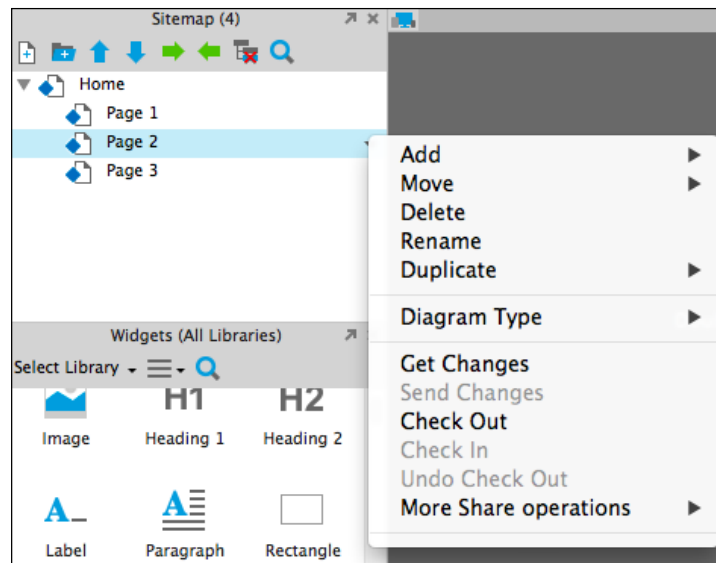 Sitemap (4)
Home
Page 1
Page 2
Page 3
Add
Move
Delete
Rename
Duplicate
Diagram Type
Get Changes
Send Changes
Check Out
Check In
Undo Check Out
More Share operations
Widgets (All Libraries)
Select Library
H1 H2
Image Heading 1 Heading 2
A A
Label Paragraph Rectangle